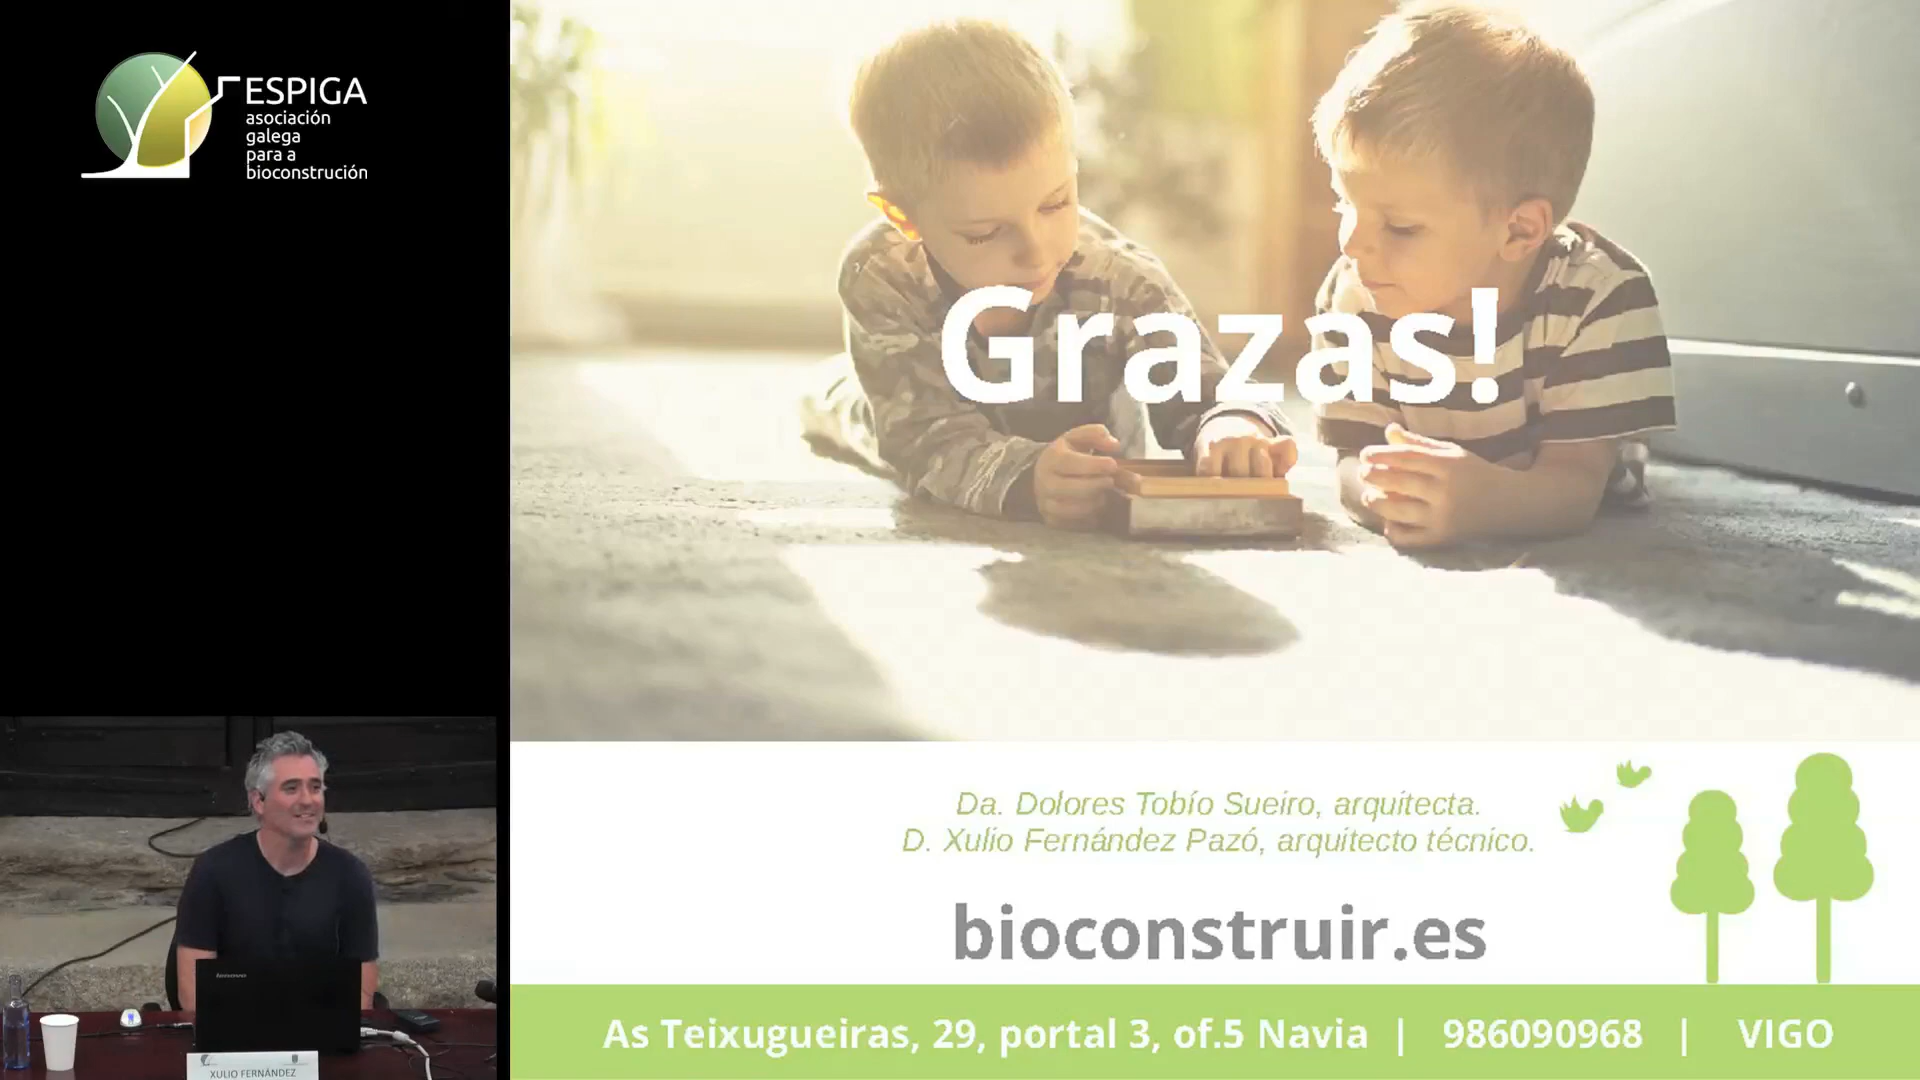 ESPIGA
asociación
galega
para a
bioconstrución
Grazas!
Da. Dolores Tobío Sueiro, arquitecta.
D. Xulio Fernández Pazó, arquitecto técnico.
bioconstruir.es
As Teixugueiras, 29, portal 3, of.5 Navia | 986090968 | VIGO
lenovo
XULIO FERNÁNDEZ